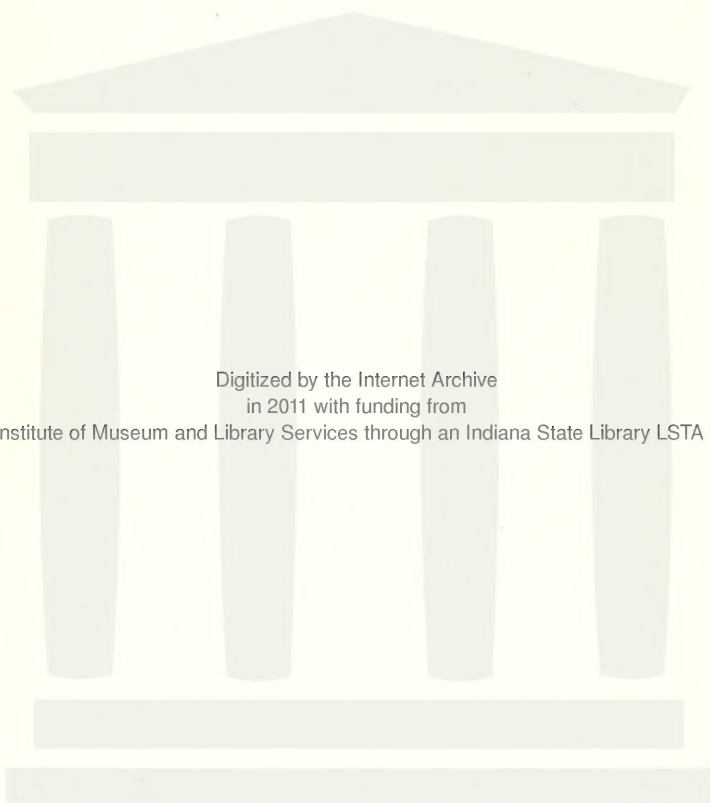 Digitized by the Internet Archive
in 2011 with funding from
nstitute of Museum and Library Services through an Indiana State Library LSTA